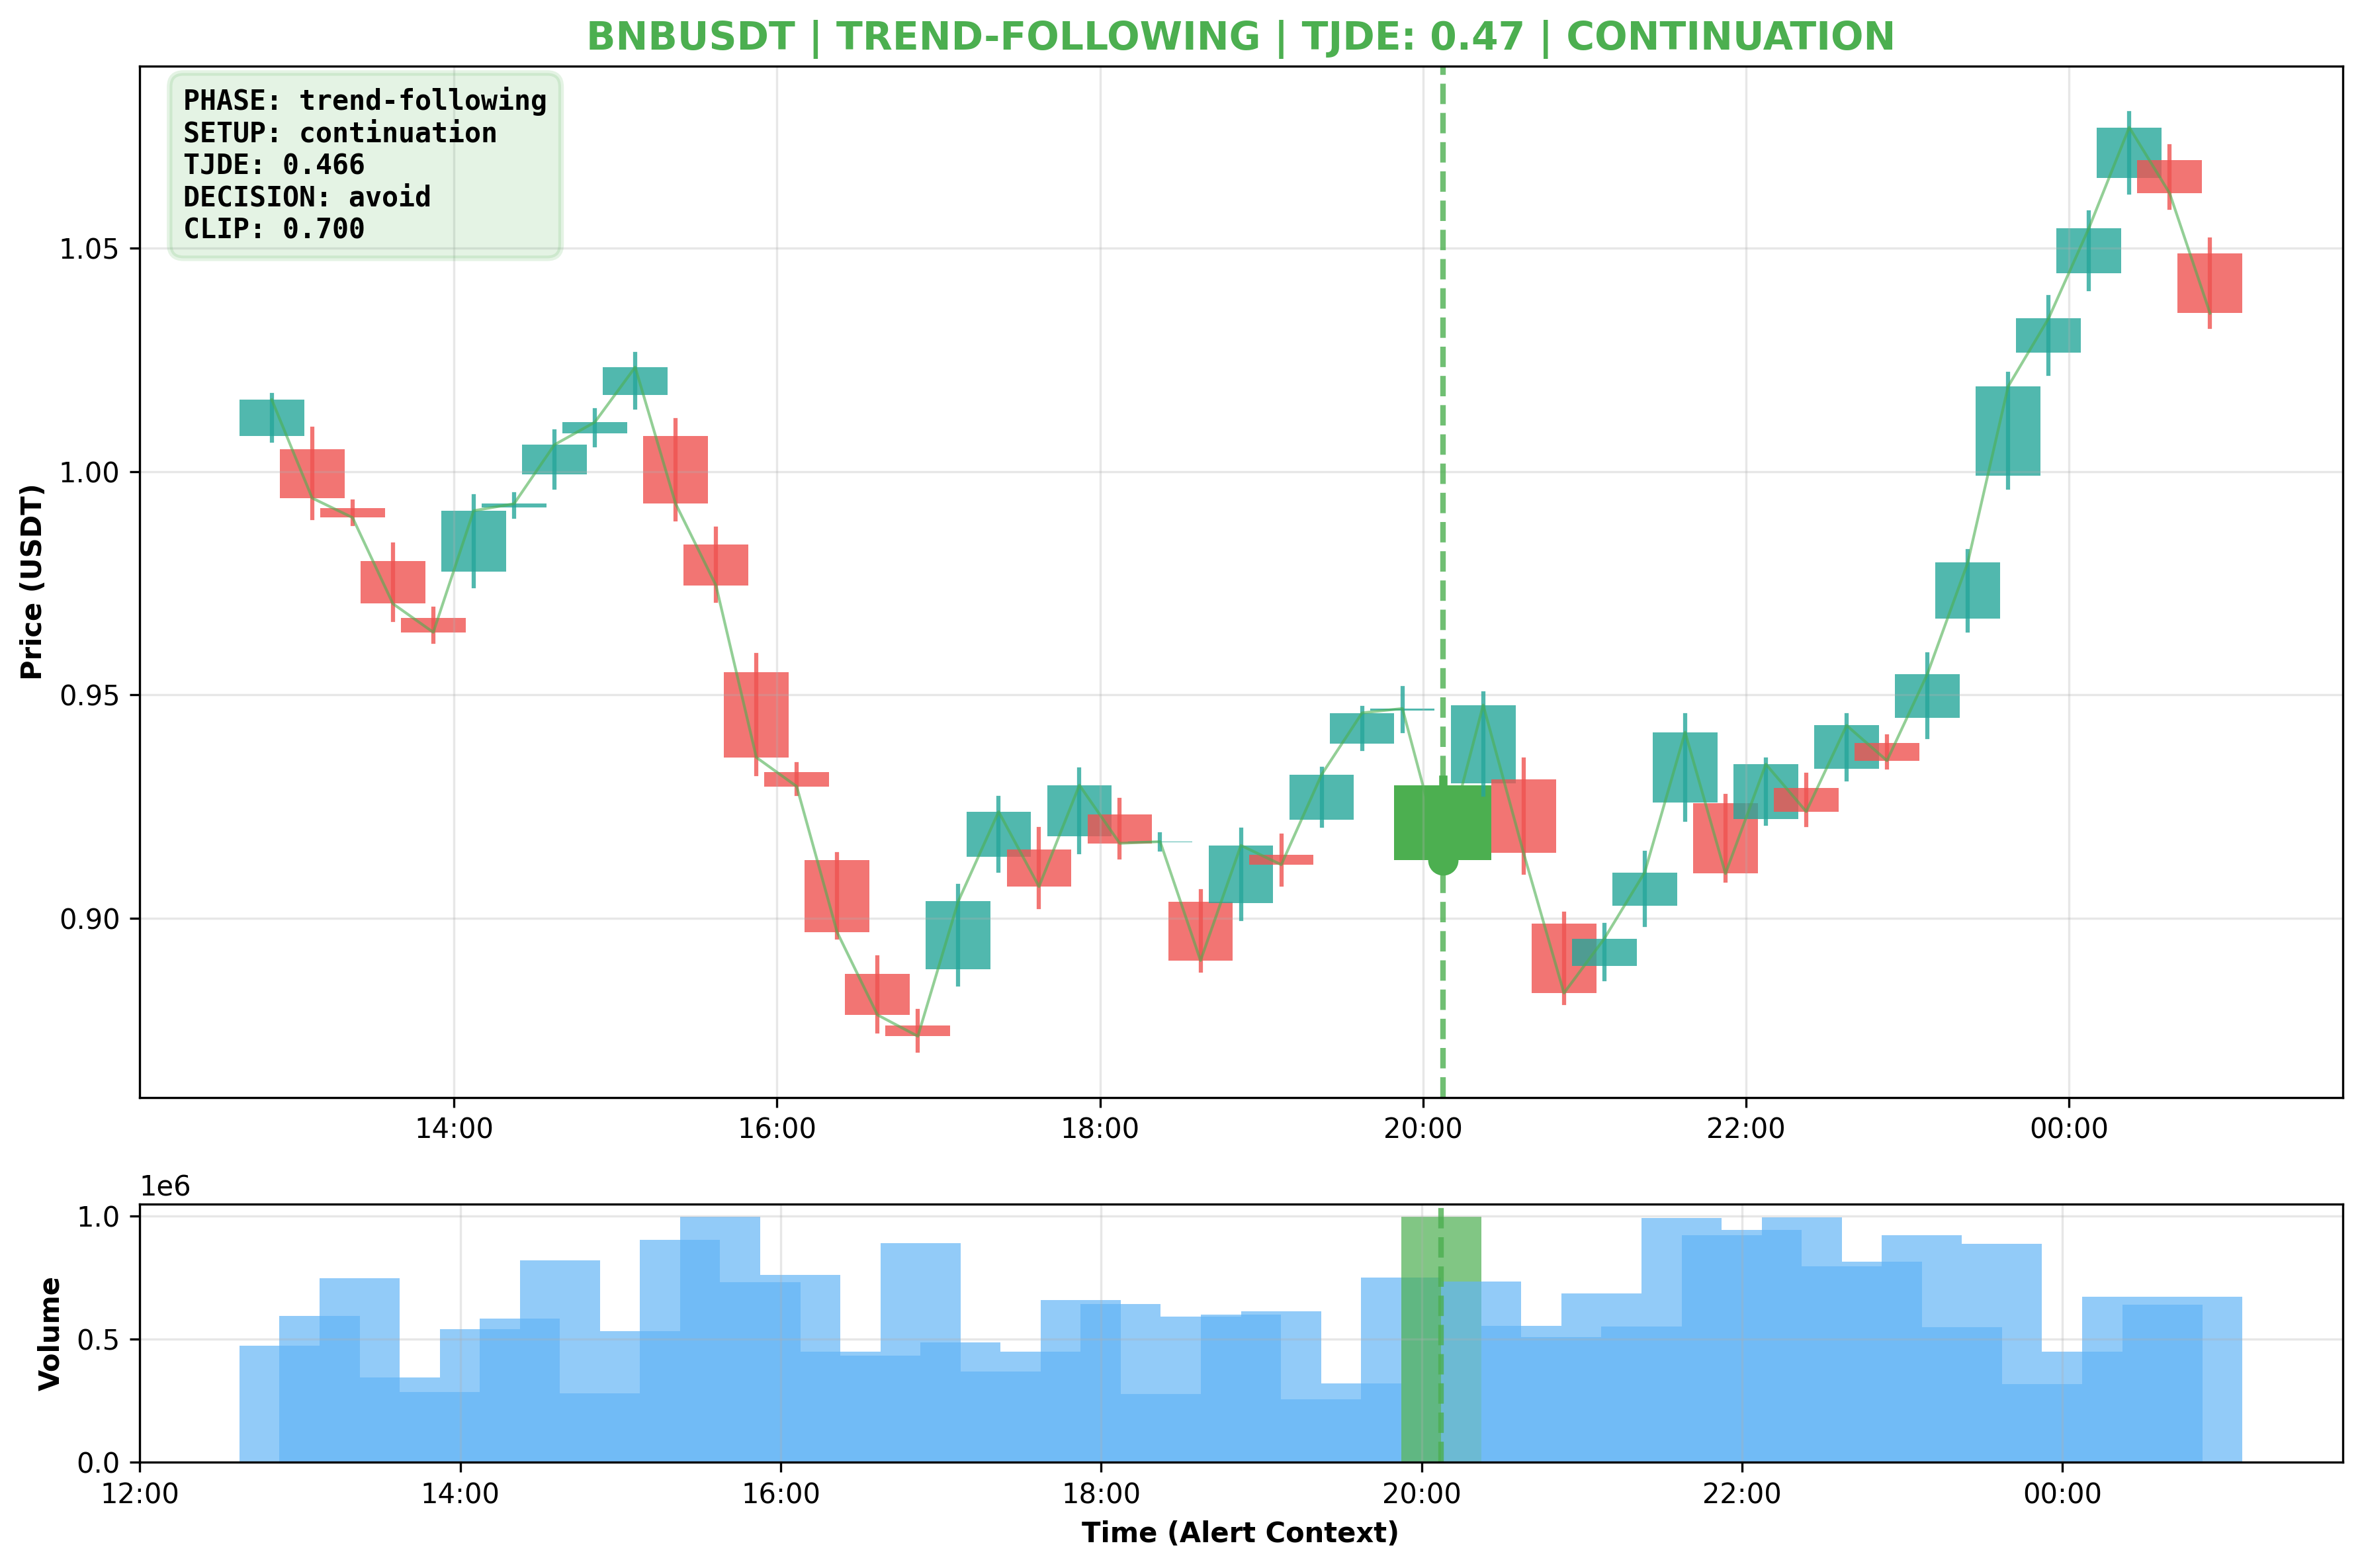 BNBUSDT | TREND-FOLLOWING | TJDE: 0.47 | CONTINUATION
PHASE: trend-following
SETUP: continuation
TJDE: 0.466
DECISION: avoid
CLIP: 0.700
Price (USDT)
1.05
1.00
0.95
0.90
14:00
16:00
18:00
20:00
22:00
00:00
1e6
Volume
1.0
0.5
0.0
12:00
14:00
16:00
18:00
20:00
22:00
00:00
Time (Alert Context)